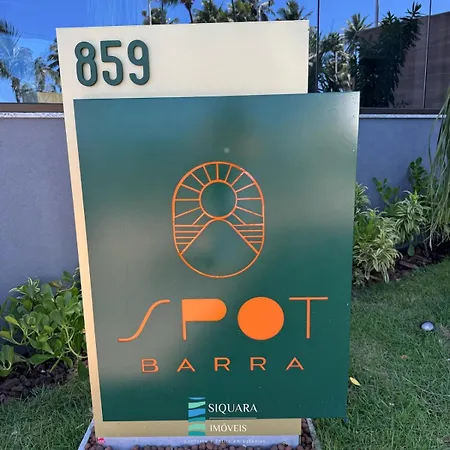 859
SPOT
BARRA
SIQUARA
IMÓVEIS